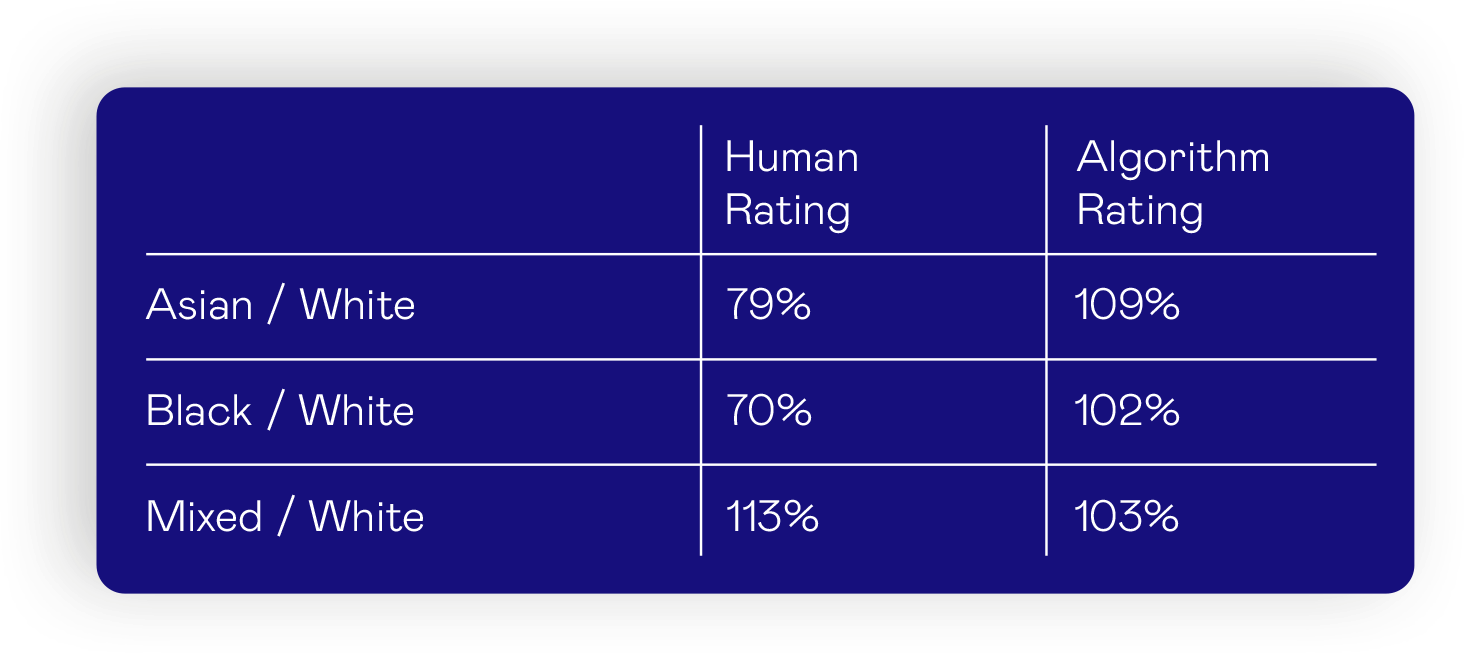 Human
Rating
Algorithm
Rating
Asian / White 79% 109%
Black / White 70% 102%
Mixed / White 113% 103%